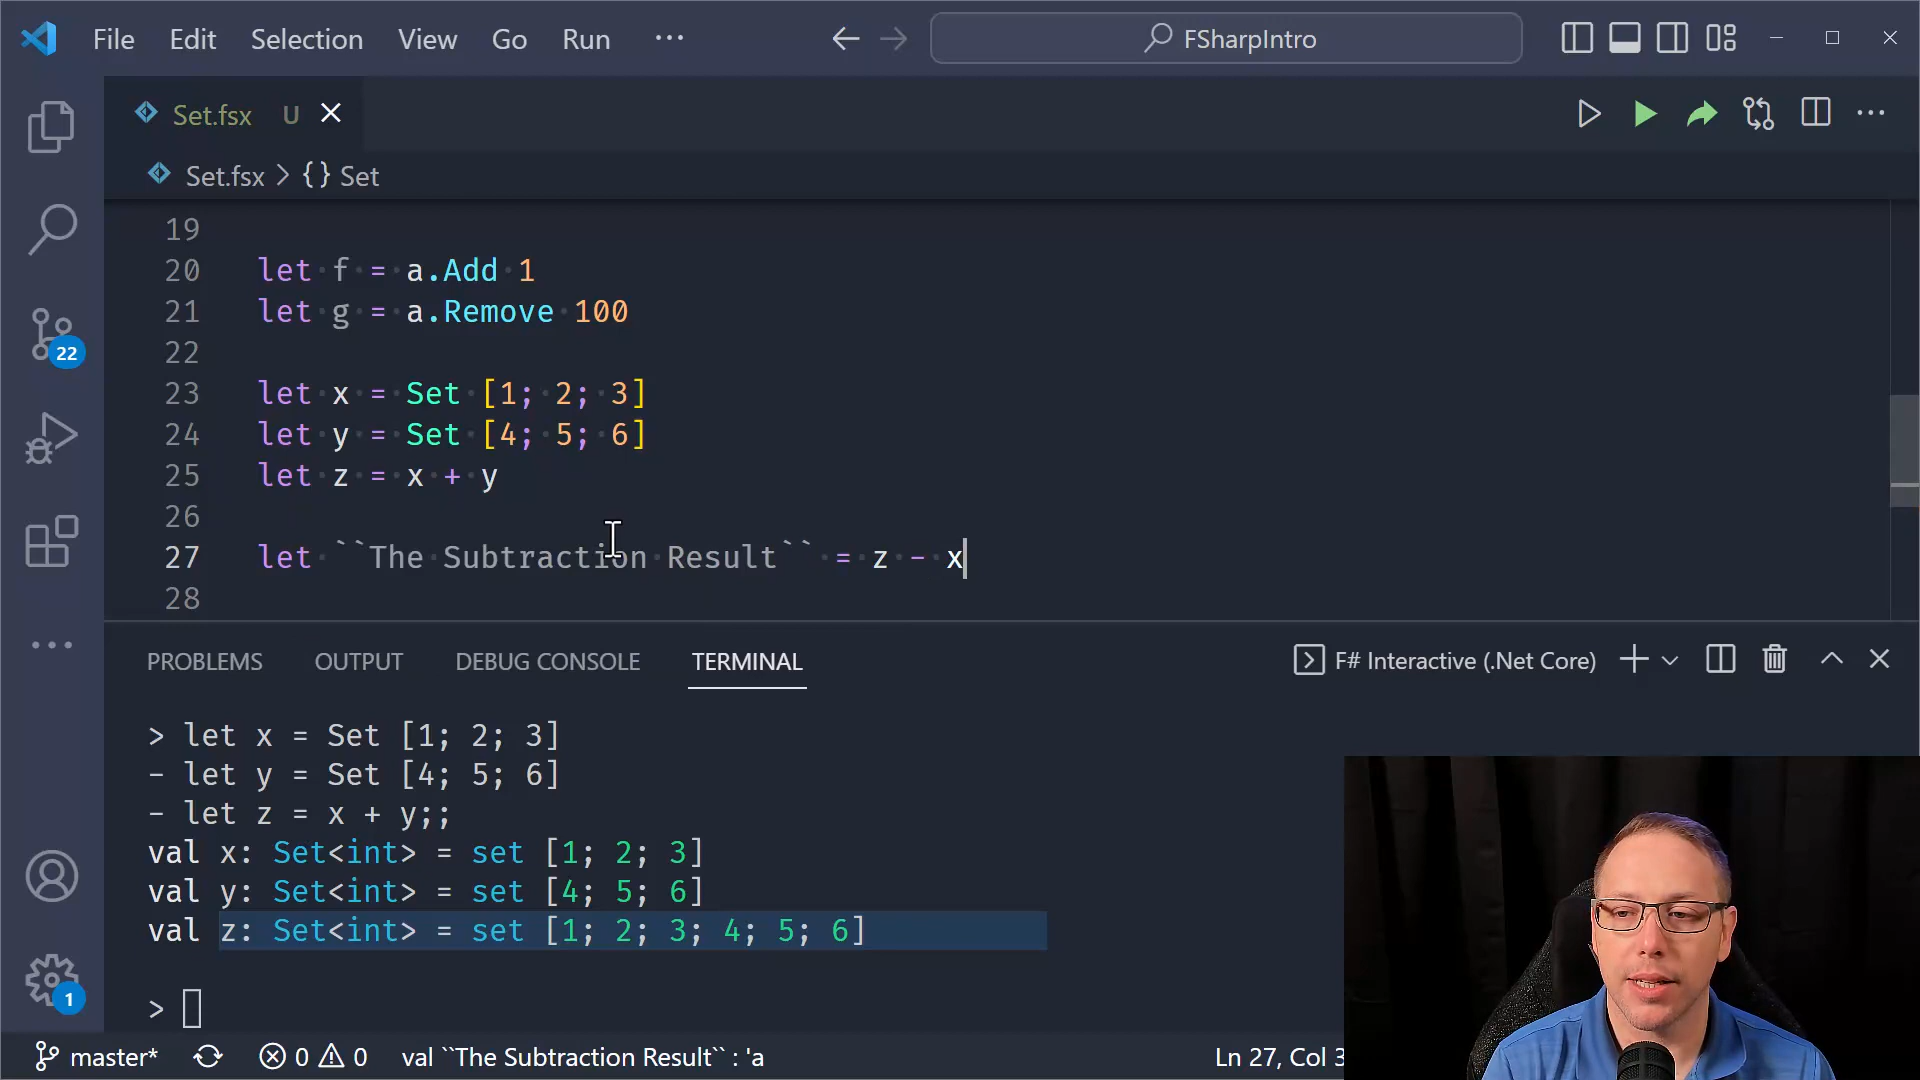 File Edit Selection View Go Run ··· FSharpIntro
Set.fsx U
Set.fsx > {} Set
19
20 let f = a.Add 1
21 let g = a.Remove 100
22
23 let x = Set [1; 2; 3]
24 let y = Set [4; 5; 6]
25 let z = x + y
26
27 let ``The Subtraction Result`` = z - x
28
PROBLEMS OUTPUT DEBUG CONSOLE TERMINAL F# Interactive (.Net Core)
> let x = Set [1; 2; 3]
- let y = Set [4; 5; 6]
- let z = x + y;;
val x: Set<int> = set [1; 2; 3]
val y: Set<int> = set [4; 5; 6]
val z: Set<int> = set [1; 2; 3; 4; 5; 6]
>
22
1
master* 0 0 val ``The Subtraction Result`` : 'a Ln 27, Col 3